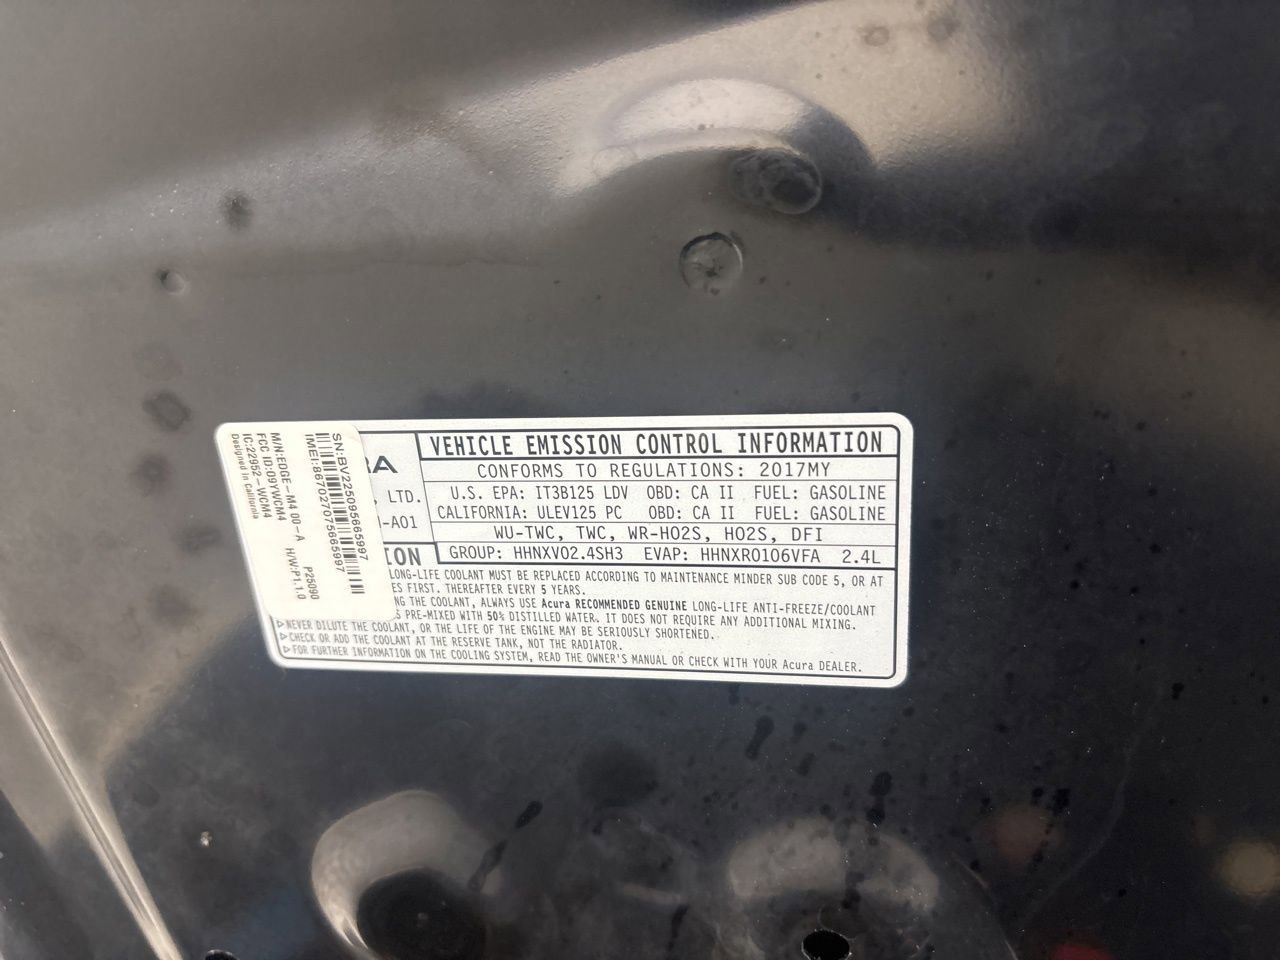 SN:BV225095665997
IMEI:867027075665997
M/N:EDGE-M4 00-A H/W:P1.1.0
FCC ID:O9YWCM4 P25090
IC:22952-WCM4
Designed in California
VEHICLE EMISSION CONTROL INFORMATION
CONFORMS TO REGULATIONS: 2017MY
, LTD.
U.S. EPA: IT3B125 LDV OBD: CA II FUEL: GASOLINE
-A01
CALIFORNIA: ULEV125 PC OBD: CA II FUEL: GASOLINE
WU-TWC, TWC, WR-HO2S, HO2S, DFI
ION
GROUP: HHNXV02.4SH3 EVAP: HHNXR0106VFA 2.4L
LONG-LIFE COOLANT MUST BE REPLACED ACCORDING TO MAINTENANCE MINDER SUB CODE 5, OR AT
ES FIRST. THEREAFTER EVERY 5 YEARS.
NG THE COOLANT, ALWAYS USE Acura RECOMMENDED GENUINE LONG-LIFE ANTI-FREEZE/COOLANT
S PRE-MIXED WITH 50% DISTILLED WATER. IT DOES NOT REQUIRE ANY ADDITIONAL MIXING.
▷NEVER DILUTE THE COOLANT, OR THE LIFE OF THE ENGINE MAY BE SERIOUSLY SHORTENED.
▷CHECK OR ADD THE COOLANT AT THE RESERVE TANK, NOT THE RADIATOR.
▷FOR FURTHER INFORMATION ON THE COOLING SYSTEM, READ THE OWNER'S MANUAL OR CHECK WITH YOUR Acura DEALER.